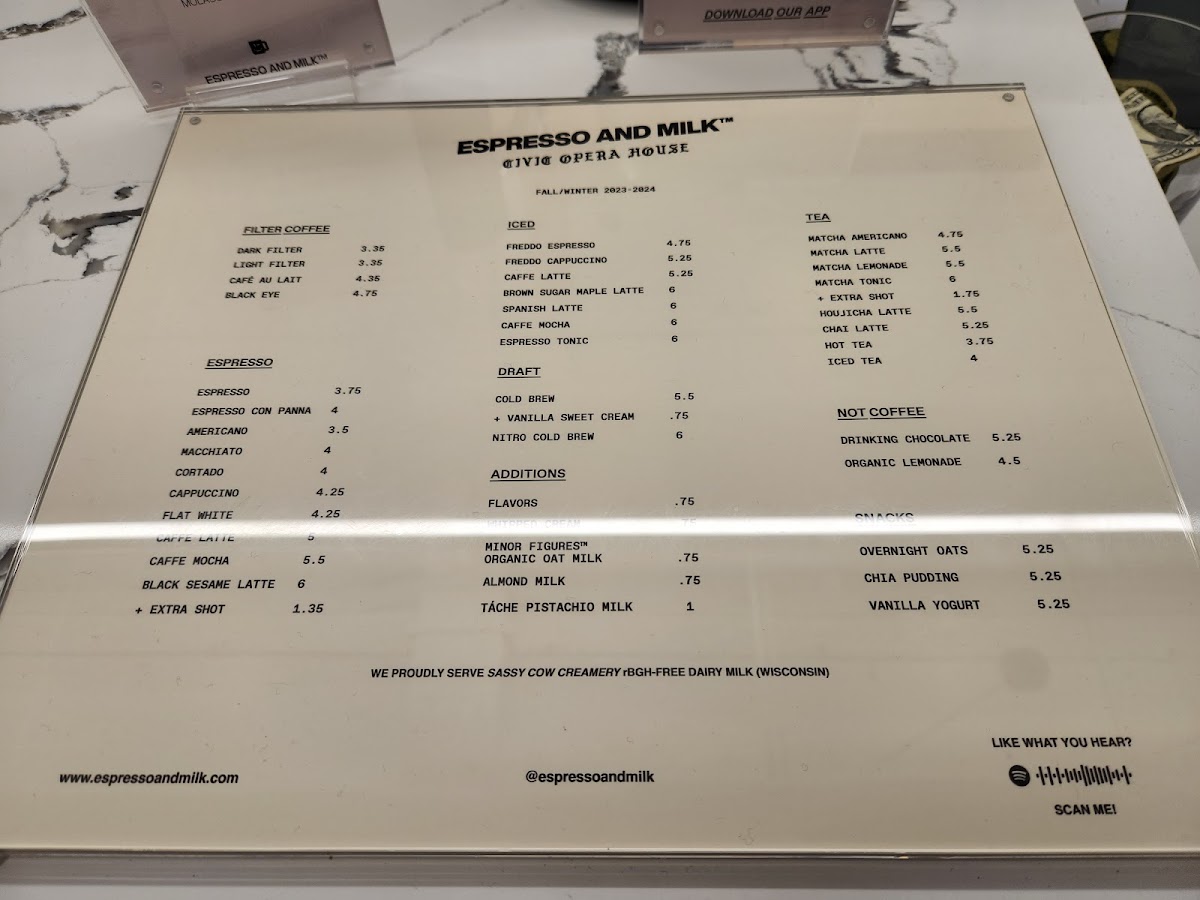 MOLASS
ESPRESSO AND MILK™
DOWNLOAD OUR APP
ESPRESSO AND MILK™
CIVIC OPERA HOUSE
FALL/WINTER 2023-2024
FILTER COFFEE
DARK FILTER 3.35
LIGHT FILTER 3.35
CAFÉ AU LAIT 4.35
BLACK EYE 4.75
ESPRESSO
ESPRESSO 3.75
ESPRESSO CON PANNA 4
AMERICANO 3.5
MACCHIATO 4
CORTADO 4
CAPPUCCINO 4.25
FLAT WHITE 4.25
CAFFE LATTE 5
CAFFE MOCHA 5.5
BLACK SESAME LATTE 6
+ EXTRA SHOT 1.35
ICED
FREDDO ESPRESSO 4.75
FREDDO CAPPUCCINO 5.25
CAFFE LATTE 5.25
BROWN SUGAR MAPLE LATTE 6
SPANISH LATTE 6
CAFFE MOCHA 6
ESPRESSO TONIC 6
DRAFT
COLD BREW 5.5
+ VANILLA SWEET CREAM .75
NITRO COLD BREW 6
ADDITIONS
FLAVORS .75
WHIPPED CREAM .75
MINOR FIGURES™
ORGANIC OAT MILK .75
ALMOND MILK .75
TÁCHE PISTACHIO MILK 1
TEA
MATCHA AMERICANO 4.75
MATCHA LATTE 5.5
MATCHA LEMONADE 5.5
MATCHA TONIC 6
+ EXTRA SHOT 1.75
HOUJICHA LATTE 5.5
CHAI LATTE 5.25
HOT TEA 3.75
ICED TEA 4
NOT COFFEE
DRINKING CHOCOLATE 5.25
ORGANIC LEMONADE 4.5
SNACKS
OVERNIGHT OATS 5.25
CHIA PUDDING 5.25
VANILLA YOGURT 5.25
WE PROUDLY SERVE SASSY COW CREAMERY rBGH-FREE DAIRY MILK (WISCONSIN)
www.espressoandmilk.com
@espressoandmilk
LIKE WHAT YOU HEAR?
SCAN ME!